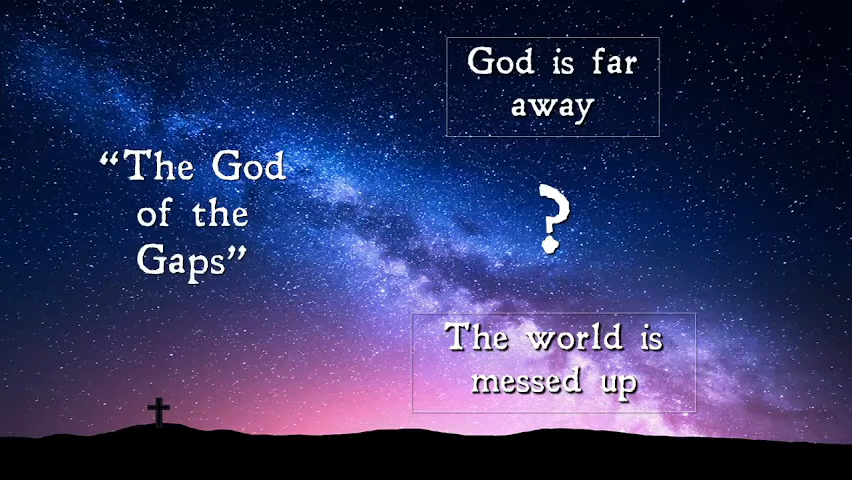 God is far
away
“The God
of the
Gaps”
?
The world is
messed up